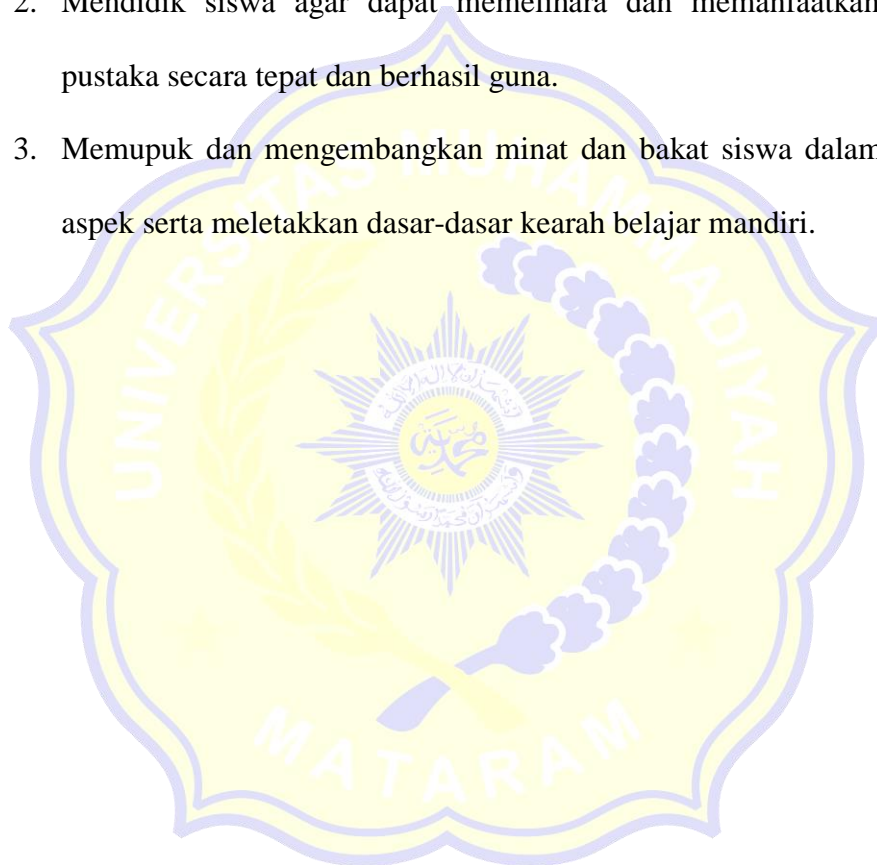 2. Mendidik siswa agar dapat memelihara dan memanfaatkan
pustaka secara tepat dan berhasil guna.
3. Memupuk dan mengembangkan minat dan bakat siswa dalam
aspek serta meletakkan dasar-dasar kearah belajar mandiri.
UNIVERSITAS MUHAMMADIYAH
MATARAM